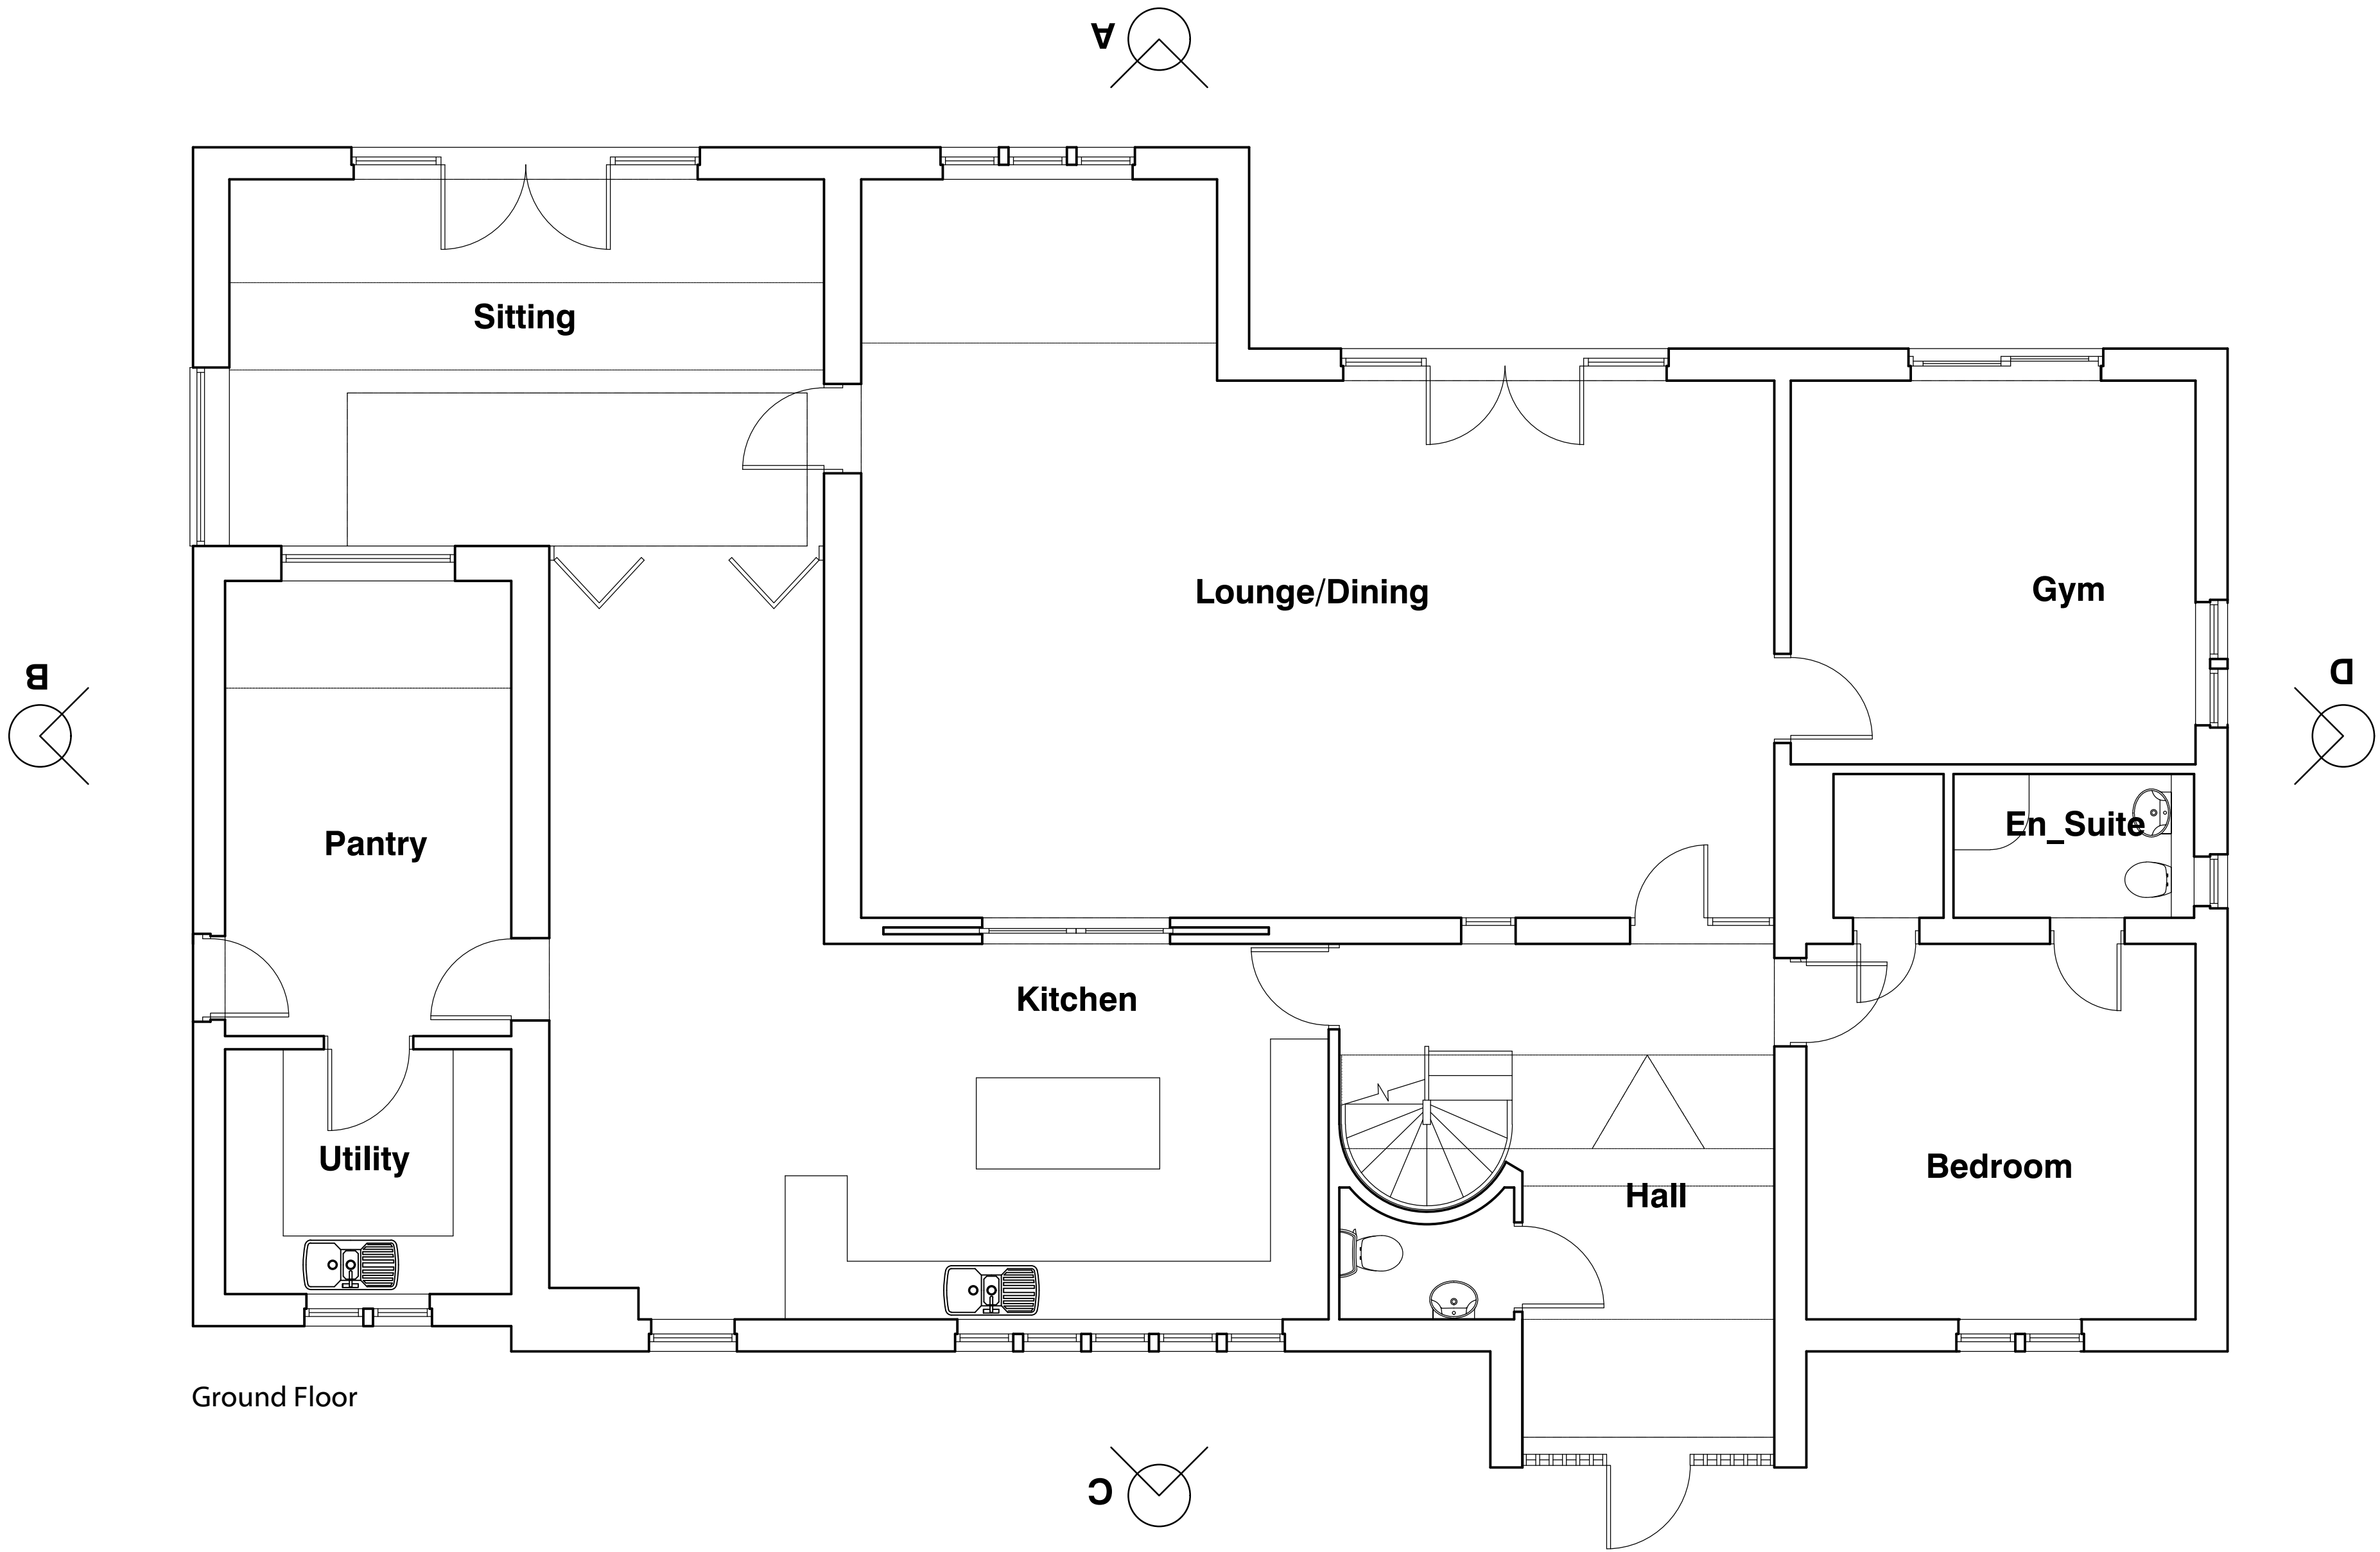 A
Sitting
Lounge/Dining
Gym
B
D
En_Suite
Pantry
Kitchen
Utility
Bedroom
Hall
Ground Floor
C